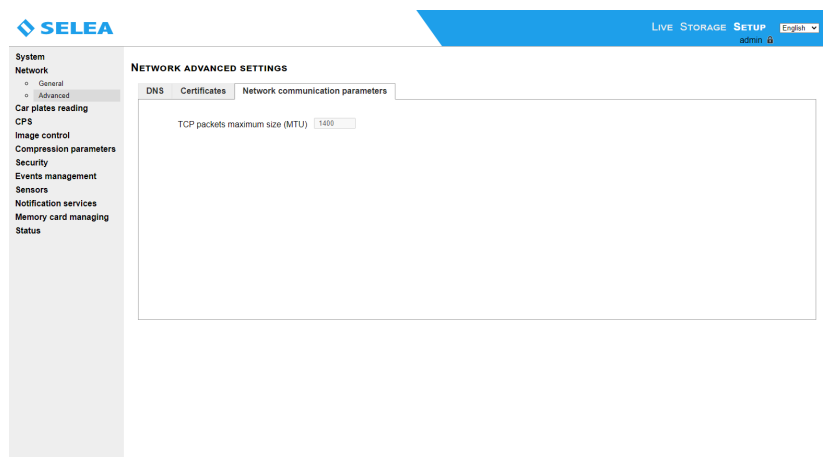 SELEA
LIVE STORAGE SETUP English
admin
System
Network
General
Advanced
Car plates reading
CPS
Image control
Compression parameters
Security
Events management
Sensors
Notification services
Memory card managing
Status
NETWORK ADVANCED SETTINGS
DNS Certificates Network communication parameters
TCP packets maximum size (MTU) 1400